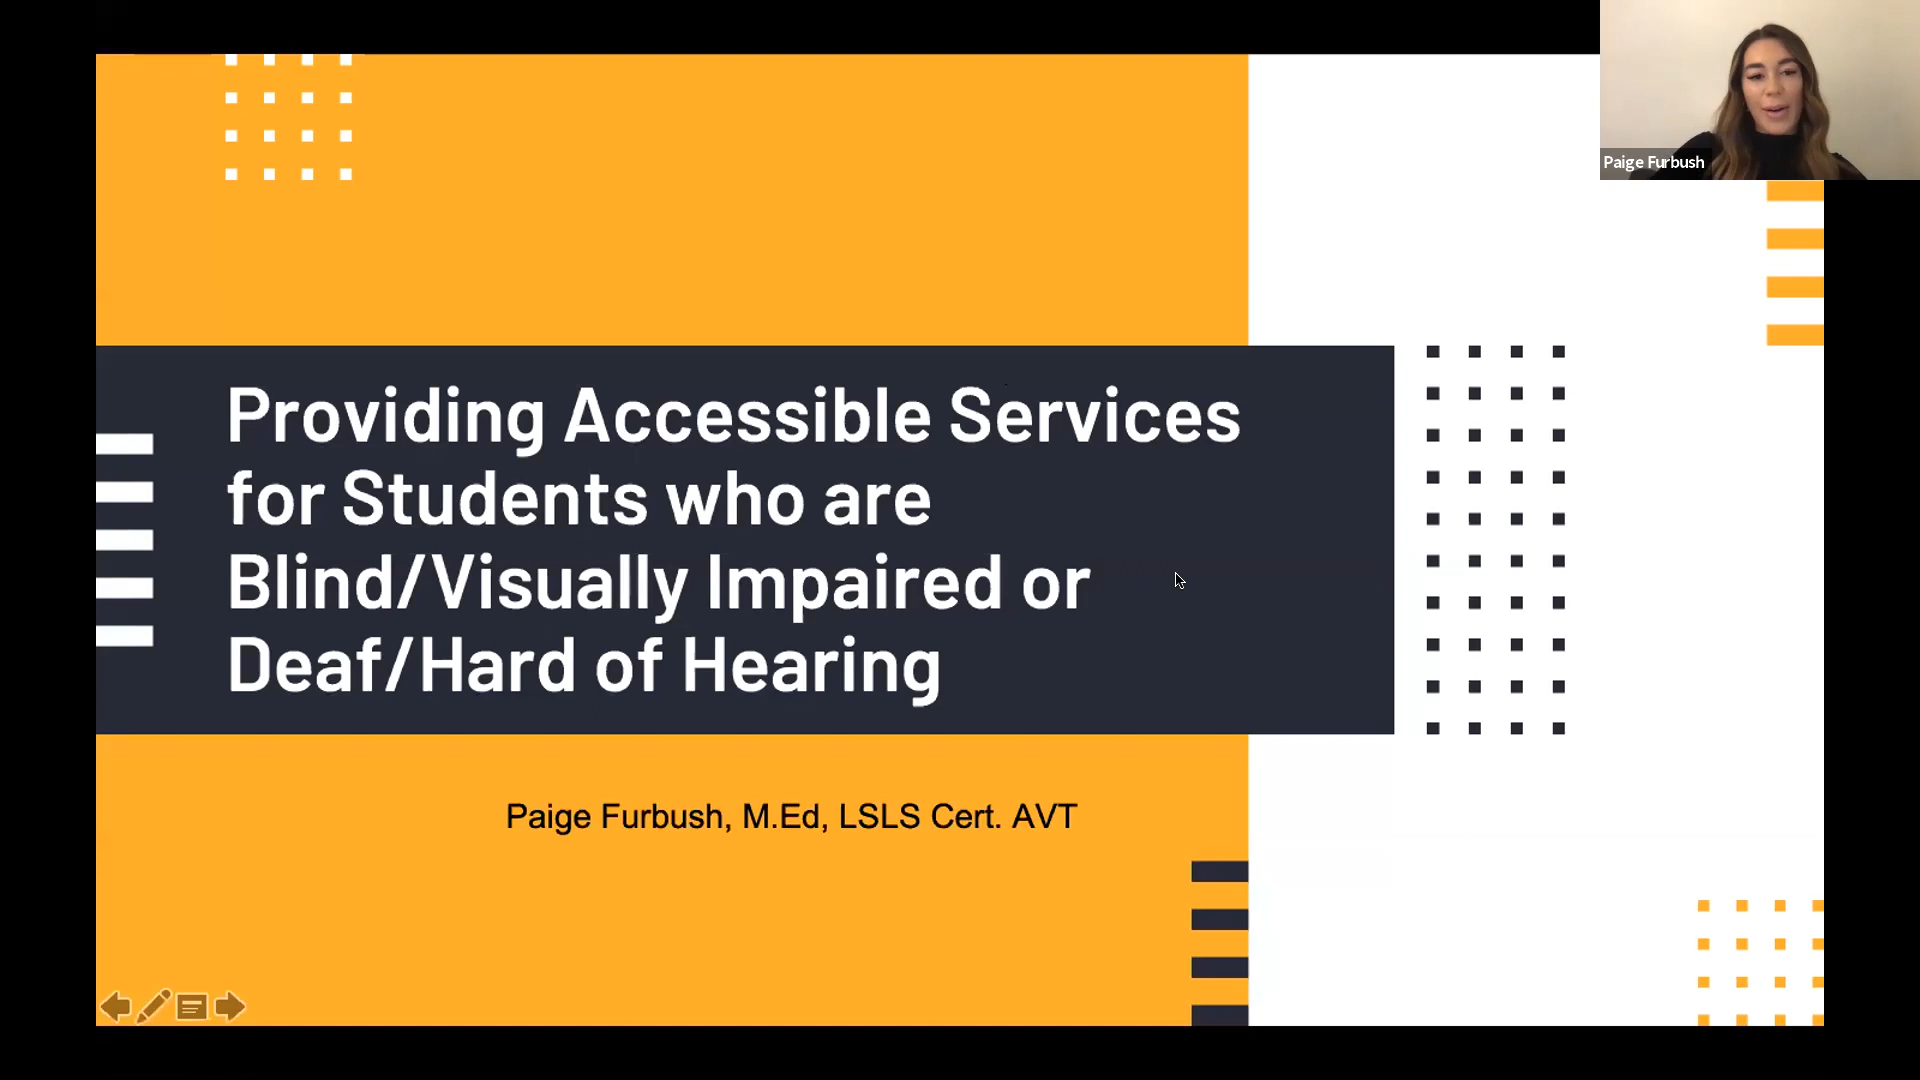 Paige Furbush
Providing Accessible Services
for Students who are
Blind/Visually Impaired or
Deaf/Hard of Hearing
Paige Furbush, M.Ed, LSLS Cert. AVT